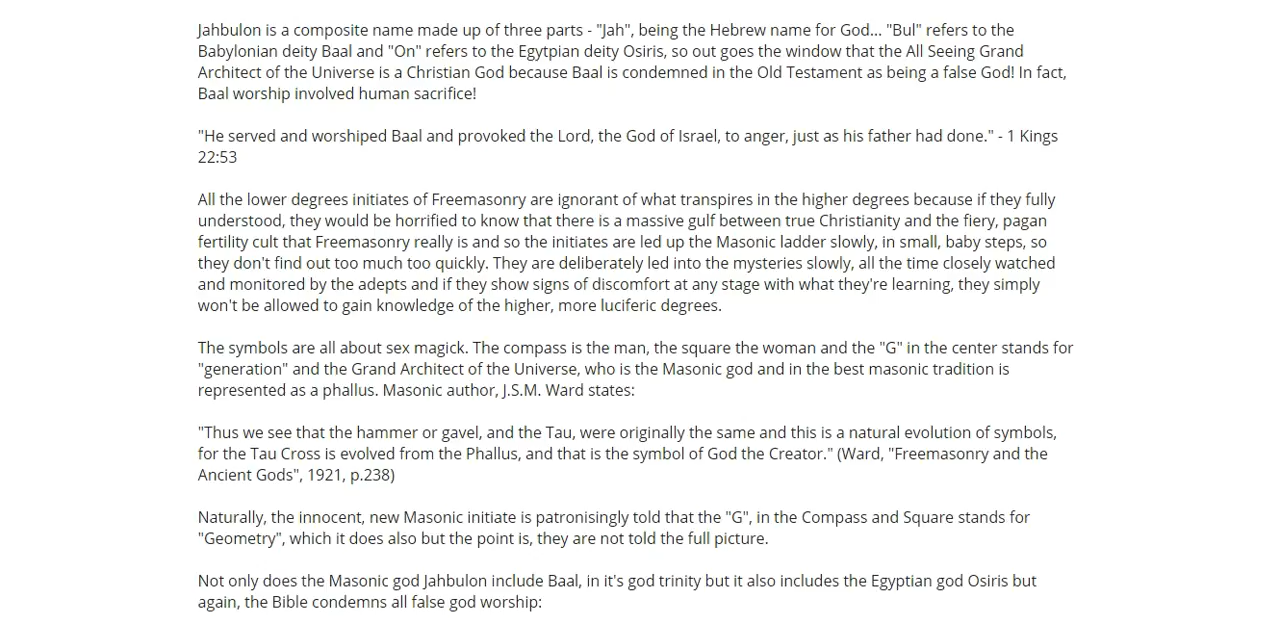 Jahbulon is a composite name made up of three parts - "Jah", being the Hebrew name for God... "Bul" refers to the
Babylonian deity Baal and "On" refers to the Egytpian deity Osiris, so out goes the window that the All Seeing Grand
Architect of the Universe is a Christian God because Baal is condemned in the Old Testament as being a false God! In fact,
Baal worship involved human sacrifice!
"He served and worshiped Baal and provoked the Lord, the God of Israel, to anger, just as his father had done." - 1 Kings
22:53
All the lower degrees initiates of Freemasonry are ignorant of what transpires in the higher degrees because if they fully
understood, they would be horrified to know that there is a massive gulf between true Christianity and the fiery, pagan
fertility cult that Freemasonry really is and so the initiates are led up the Masonic ladder slowly, in small, baby steps, so
they don't find out too much too quickly. They are deliberately led into the mysteries slowly, all the time closely watched
and monitored by the adepts and if they show signs of discomfort at any stage with what they're learning, they simply
won't be allowed to gain knowledge of the higher, more luciferic degrees.
The symbols are all about sex magick. The compass is the man, the square the woman and the "G" in the center stands for
"generation" and the Grand Architect of the Universe, who is the Masonic god and in the best masonic tradition is
represented as a phallus. Masonic author, J.S.M. Ward states:
"Thus we see that the hammer or gavel, and the Tau, were originally the same and this is a natural evolution of symbols,
for the Tau Cross is evolved from the Phallus, and that is the symbol of God the Creator." (Ward, "Freemasonry and the
Ancient Gods", 1921, p.238)
Naturally, the innocent, new Masonic initiate is patronisingly told that the "G", in the Compass and Square stands for
"Geometry", which it does also but the point is, they are not told the full picture.
Not only does the Masonic god Jahbulon include Baal, in it's god trinity but it also includes the Egyptian god Osiris but
again, the Bible condemns all false god worship: